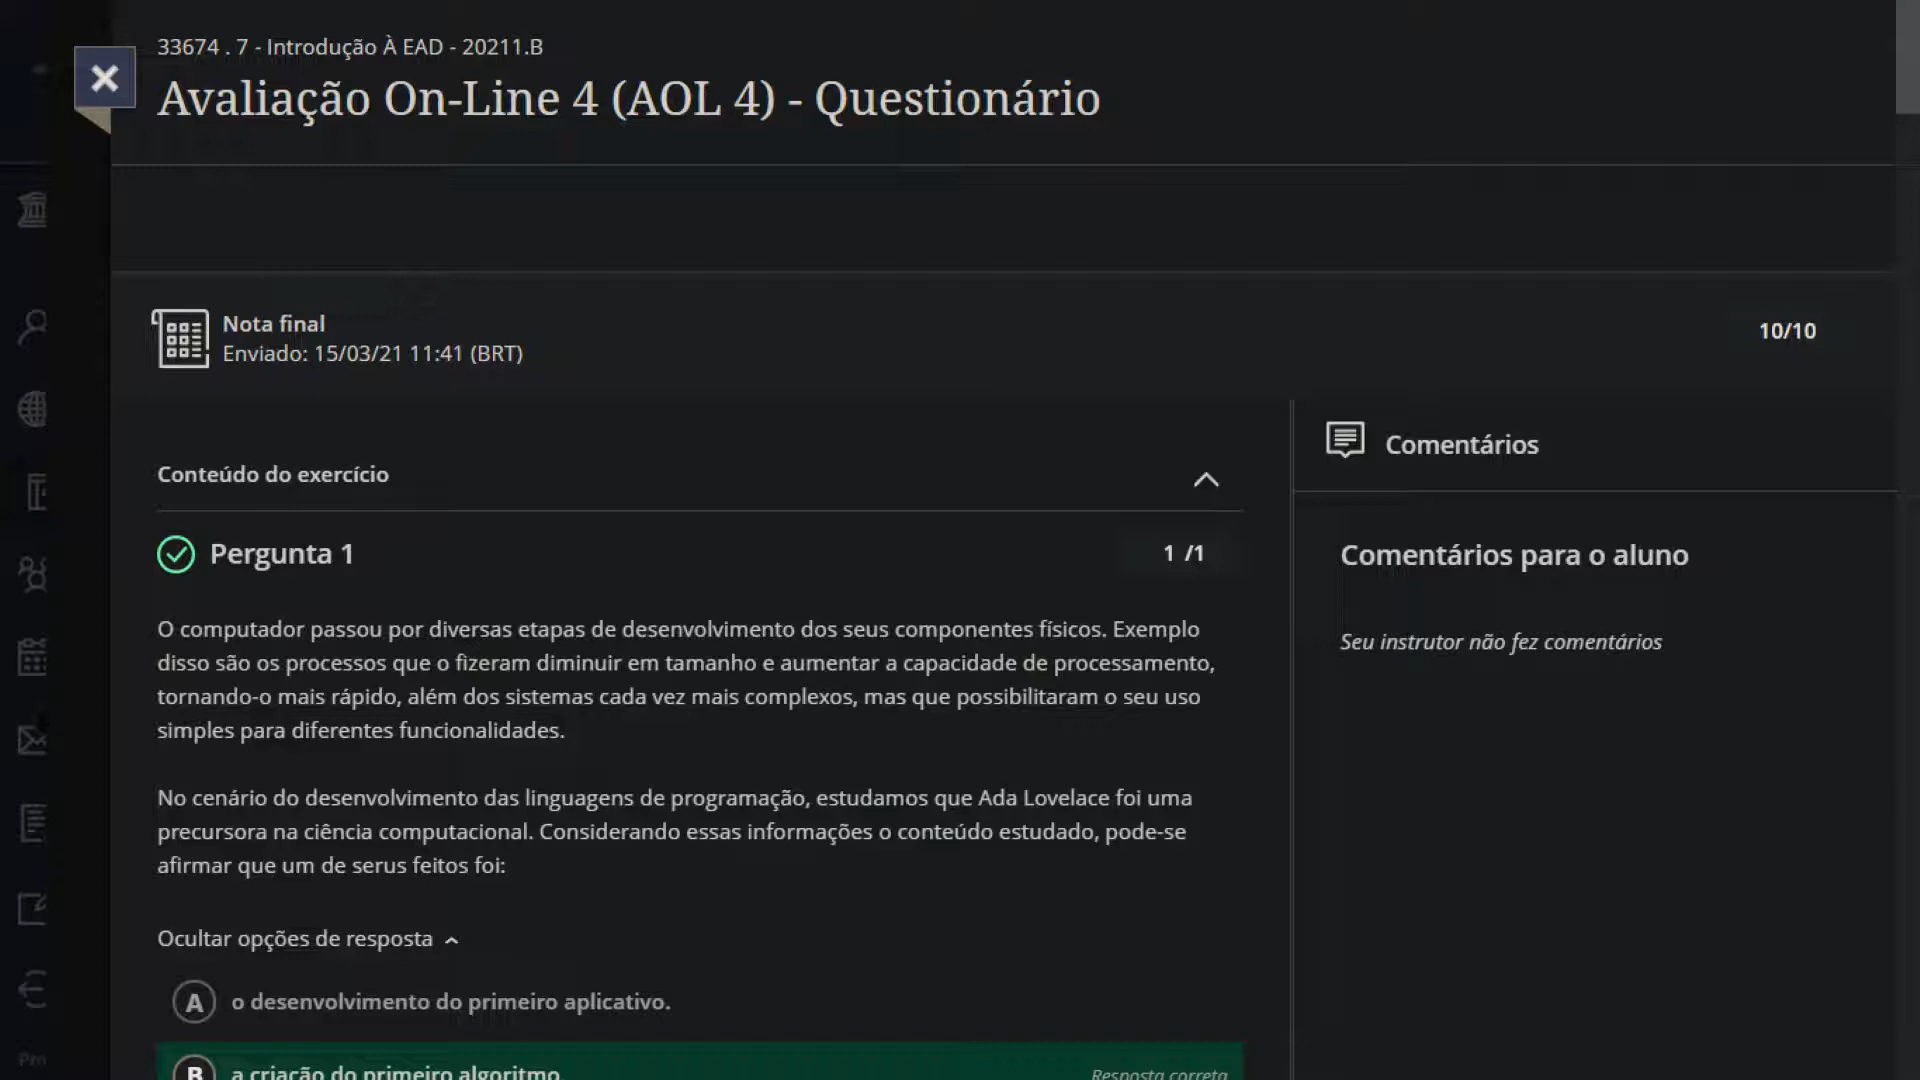 33674 . 7 - Introdução À EAD - 20211.B
Avaliação On-Line 4 (AOL 4) - Questionário
Nota final
10/10
Enviado: 15/03/21 11:41 (BRT)
Comentários
Conteúdo do exercício
Pergunta 1
1 /1
Comentários para o aluno
O computador passou por diversas etapas de desenvolvimento dos seus componentes físicos. Exemplo
disso são os processos que o fizeram diminuir em tamanho e aumentar a capacidade de processamento,
tornando-o mais rápido, além dos sistemas cada vez mais complexos, mas que possibilitaram o seu uso
simples para diferentes funcionalidades.
Seu instrutor não fez comentários
No cenário do desenvolvimento das linguagens de programação, estudamos que Ada Lovelace foi uma
precursora na ciência computacional. Considerando essas informações o conteúdo estudado, pode-se
afirmar que um de serus feitos foi:
Ocultar opções de resposta
A o desenvolvimento do primeiro aplicativo.
B a criação do primeiro algoritmo.
Resposta correta
Pro